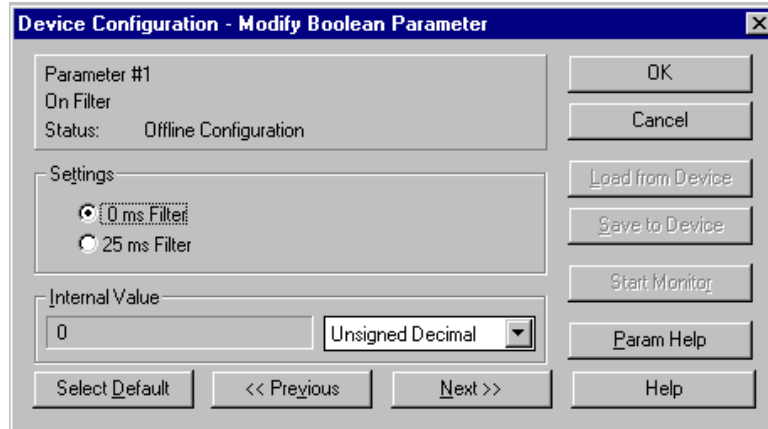 Device Configuration - Modify Boolean Parameter
Parameter #1
On Filter
Status: Offline Configuration
OK
Cancel
Settings
0 ms Filter
25 ms Filter
Load from Device
Save to Device
Start Monitor
Internal Value
0
Unsigned Decimal
Param Help
Select Default
<< Previous
Next >>
Help